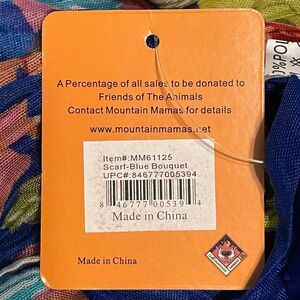 A Percentage of all sales to be donated to
Friends of The Animals
Contact Mountain Mamas for details
www.mountainmamas.net
Item#:MM61125
Scarf-Blue Bouquet
UPC#:846777005394
8 46777 00539 4
Made in China
Made in China